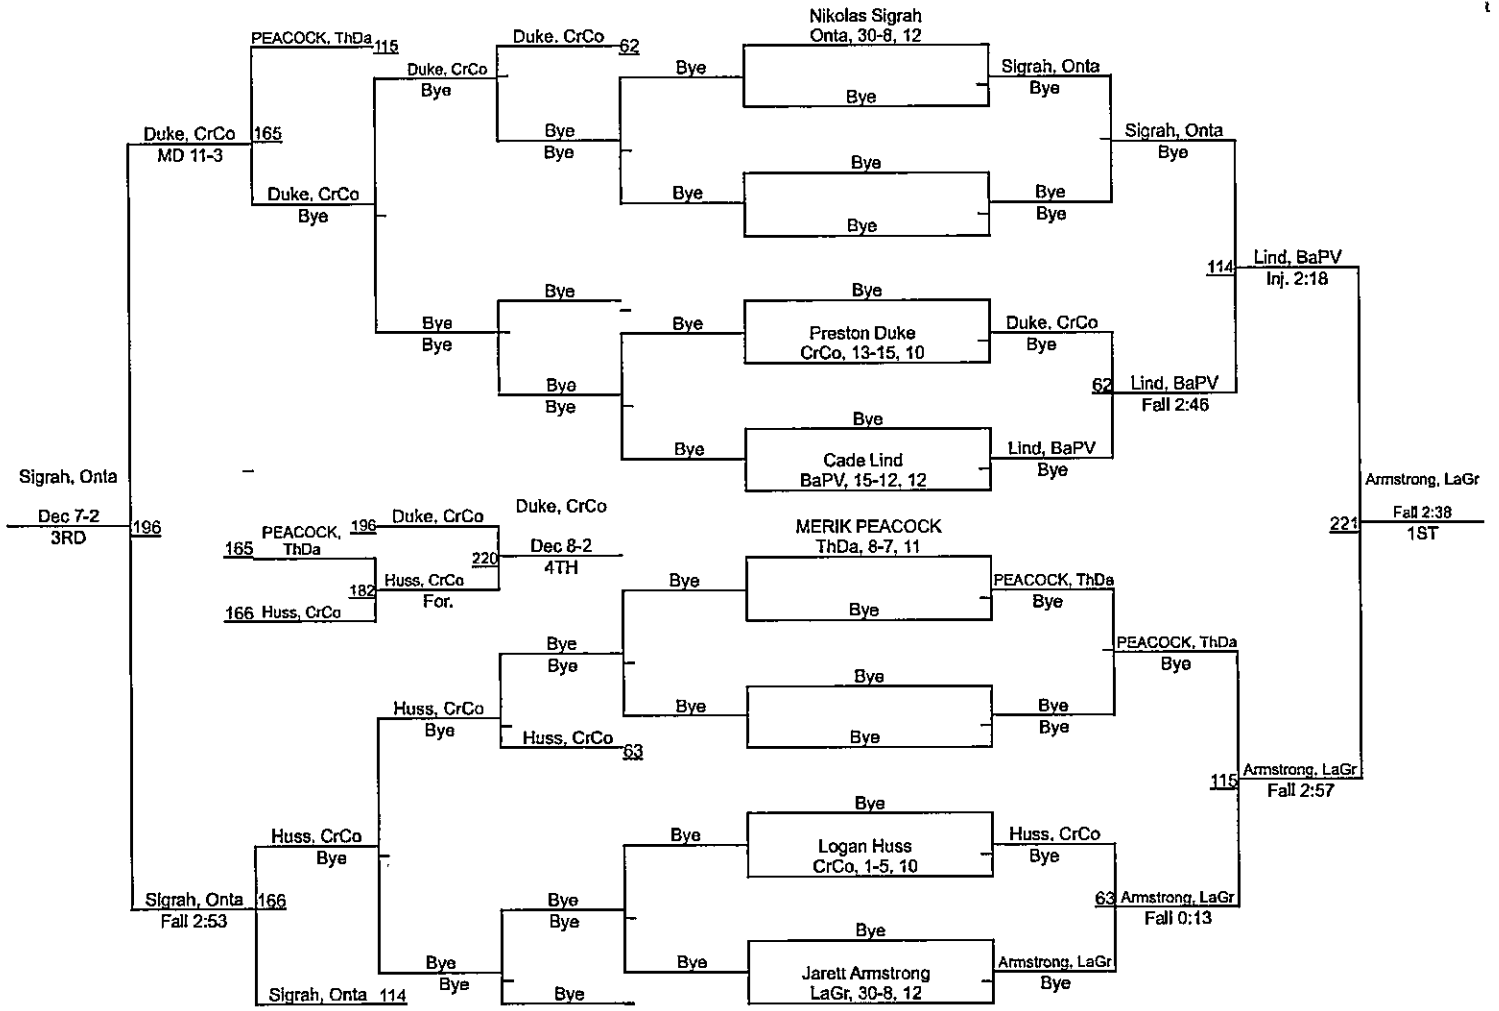 Nikolas Sigrah
Onta, 30-8, 12
PEACOCK, ThDa 115
Duke, CrCo 62
Duke, CrCo
Bye
Bye
Bye
Sigrah, Onta
Bye
Duke, CrCo 165
MD 11-3
Bye
Bye
Sigrah, Onta
Bye
Bye
Duke, CrCo
Bye
Bye
Bye
Bye
Bye
114 Lind, BaPV
Inj. 2:18
Bye
Bye
Bye
Bye
Bye
Preston Duke
CrCo, 13-15, 10
Duke, CrCo
Bye
Bye
Bye
62 Lind, BaPV
Fall 2:46
Bye
Bye
Cade Lind
BaPV, 15-12, 12
Lind, BaPV
Bye
Sigrah, Onta
Dec 7-2
3RD
196
Armstrong, LaGr
Fall 2:38
1ST
221
196 Duke, CrCo
Duke, CrCo
Dec 8-2
4TH
220
165 PEACOCK,
ThDa
182 Huss, CrCo
For.
166 Huss, CrCo
MERIK PEACOCK
ThDa, 8-7, 11
Bye
Bye
PEACOCK, ThDa
Bye
Bye
Bye
PEACOCK, ThDa
Bye
Bye
Huss, CrCo
Bye
Bye
Bye
Bye
Bye
Huss, CrCo 63
115 Armstrong, LaGr
Fall 2:57
Bye
Huss, CrCo
Bye
Bye
Logan Huss
CrCo, 1-5, 10
Huss, CrCo
Bye
Sigrah, Onta 166
Fall 2:53
Bye
Bye
63 Armstrong, LaGr
Fall 0:13
Bye
Bye
Bye
Bye
Jarett Armstrong
LaGr, 30-8, 12
Armstrong, LaGr
Bye
Sigrah, Onta 114
Bye